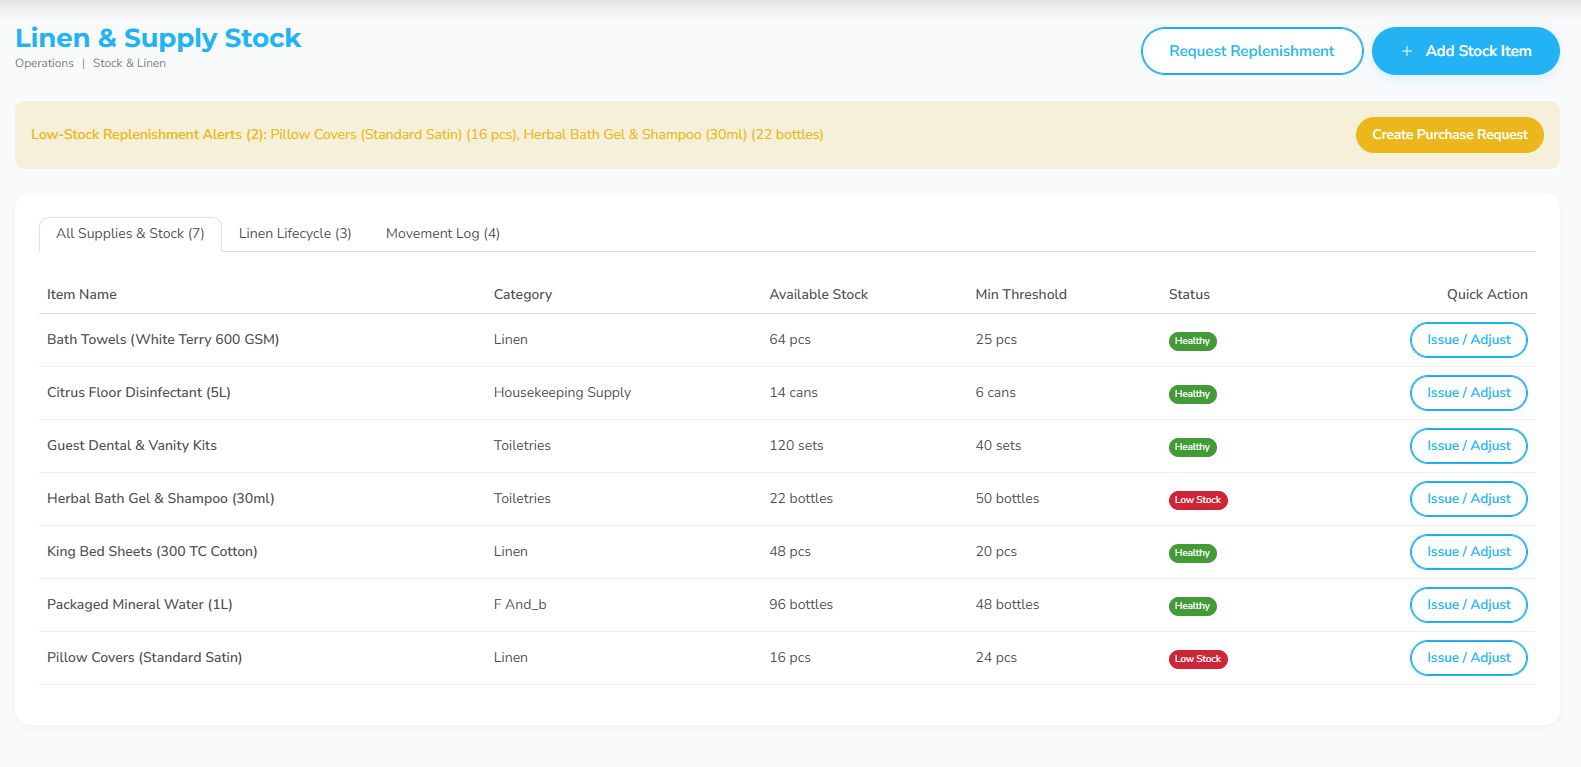 Linen & Supply Stock
Operations | Stock & Linen
Request Replenishment
+ Add Stock Item
Low-Stock Replenishment Alerts (2): Pillow Covers (Standard Satin) (16 pcs), Herbal Bath Gel & Shampoo (30ml) (22 bottles)
Create Purchase Request
All Supplies & Stock (7) Linen Lifecycle (3) Movement Log (4)
Item Name Category Available Stock Min Threshold Status Quick Action
Bath Towels (White Terry 600 GSM) Linen 64 pcs 25 pcs Healthy Issue / Adjust
Citrus Floor Disinfectant (5L) Housekeeping Supply 14 cans 6 cans Healthy Issue / Adjust
Guest Dental & Vanity Kits Toiletries 120 sets 40 sets Healthy Issue / Adjust
Herbal Bath Gel & Shampoo (30ml) Toiletries 22 bottles 50 bottles Low Stock Issue / Adjust
King Bed Sheets (300 TC Cotton) Linen 48 pcs 20 pcs Healthy Issue / Adjust
Packaged Mineral Water (1L) F And_b 96 bottles 48 bottles Healthy Issue / Adjust
Pillow Covers (Standard Satin) Linen 16 pcs 24 pcs Low Stock Issue / Adjust